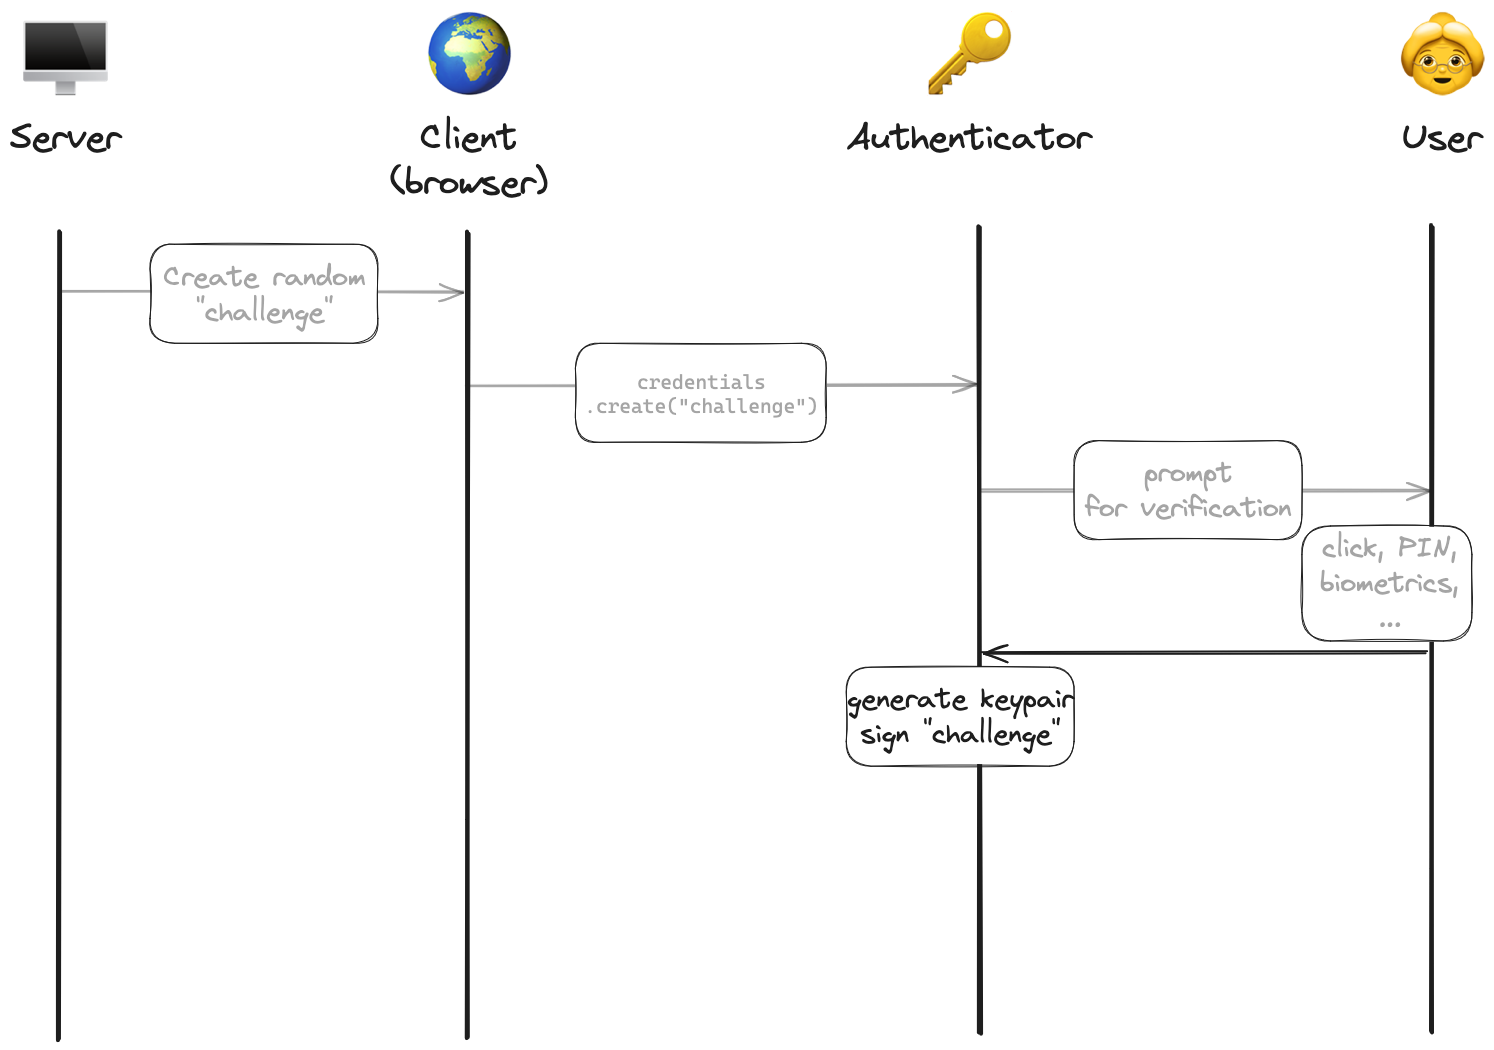 Server
Client
(browser)
Authenticator
User
Create random
"challenge"
credentials
.create("challenge")
prompt
for verification
click, PIN,
biometrics,
...
generate keypair
sign "challenge"